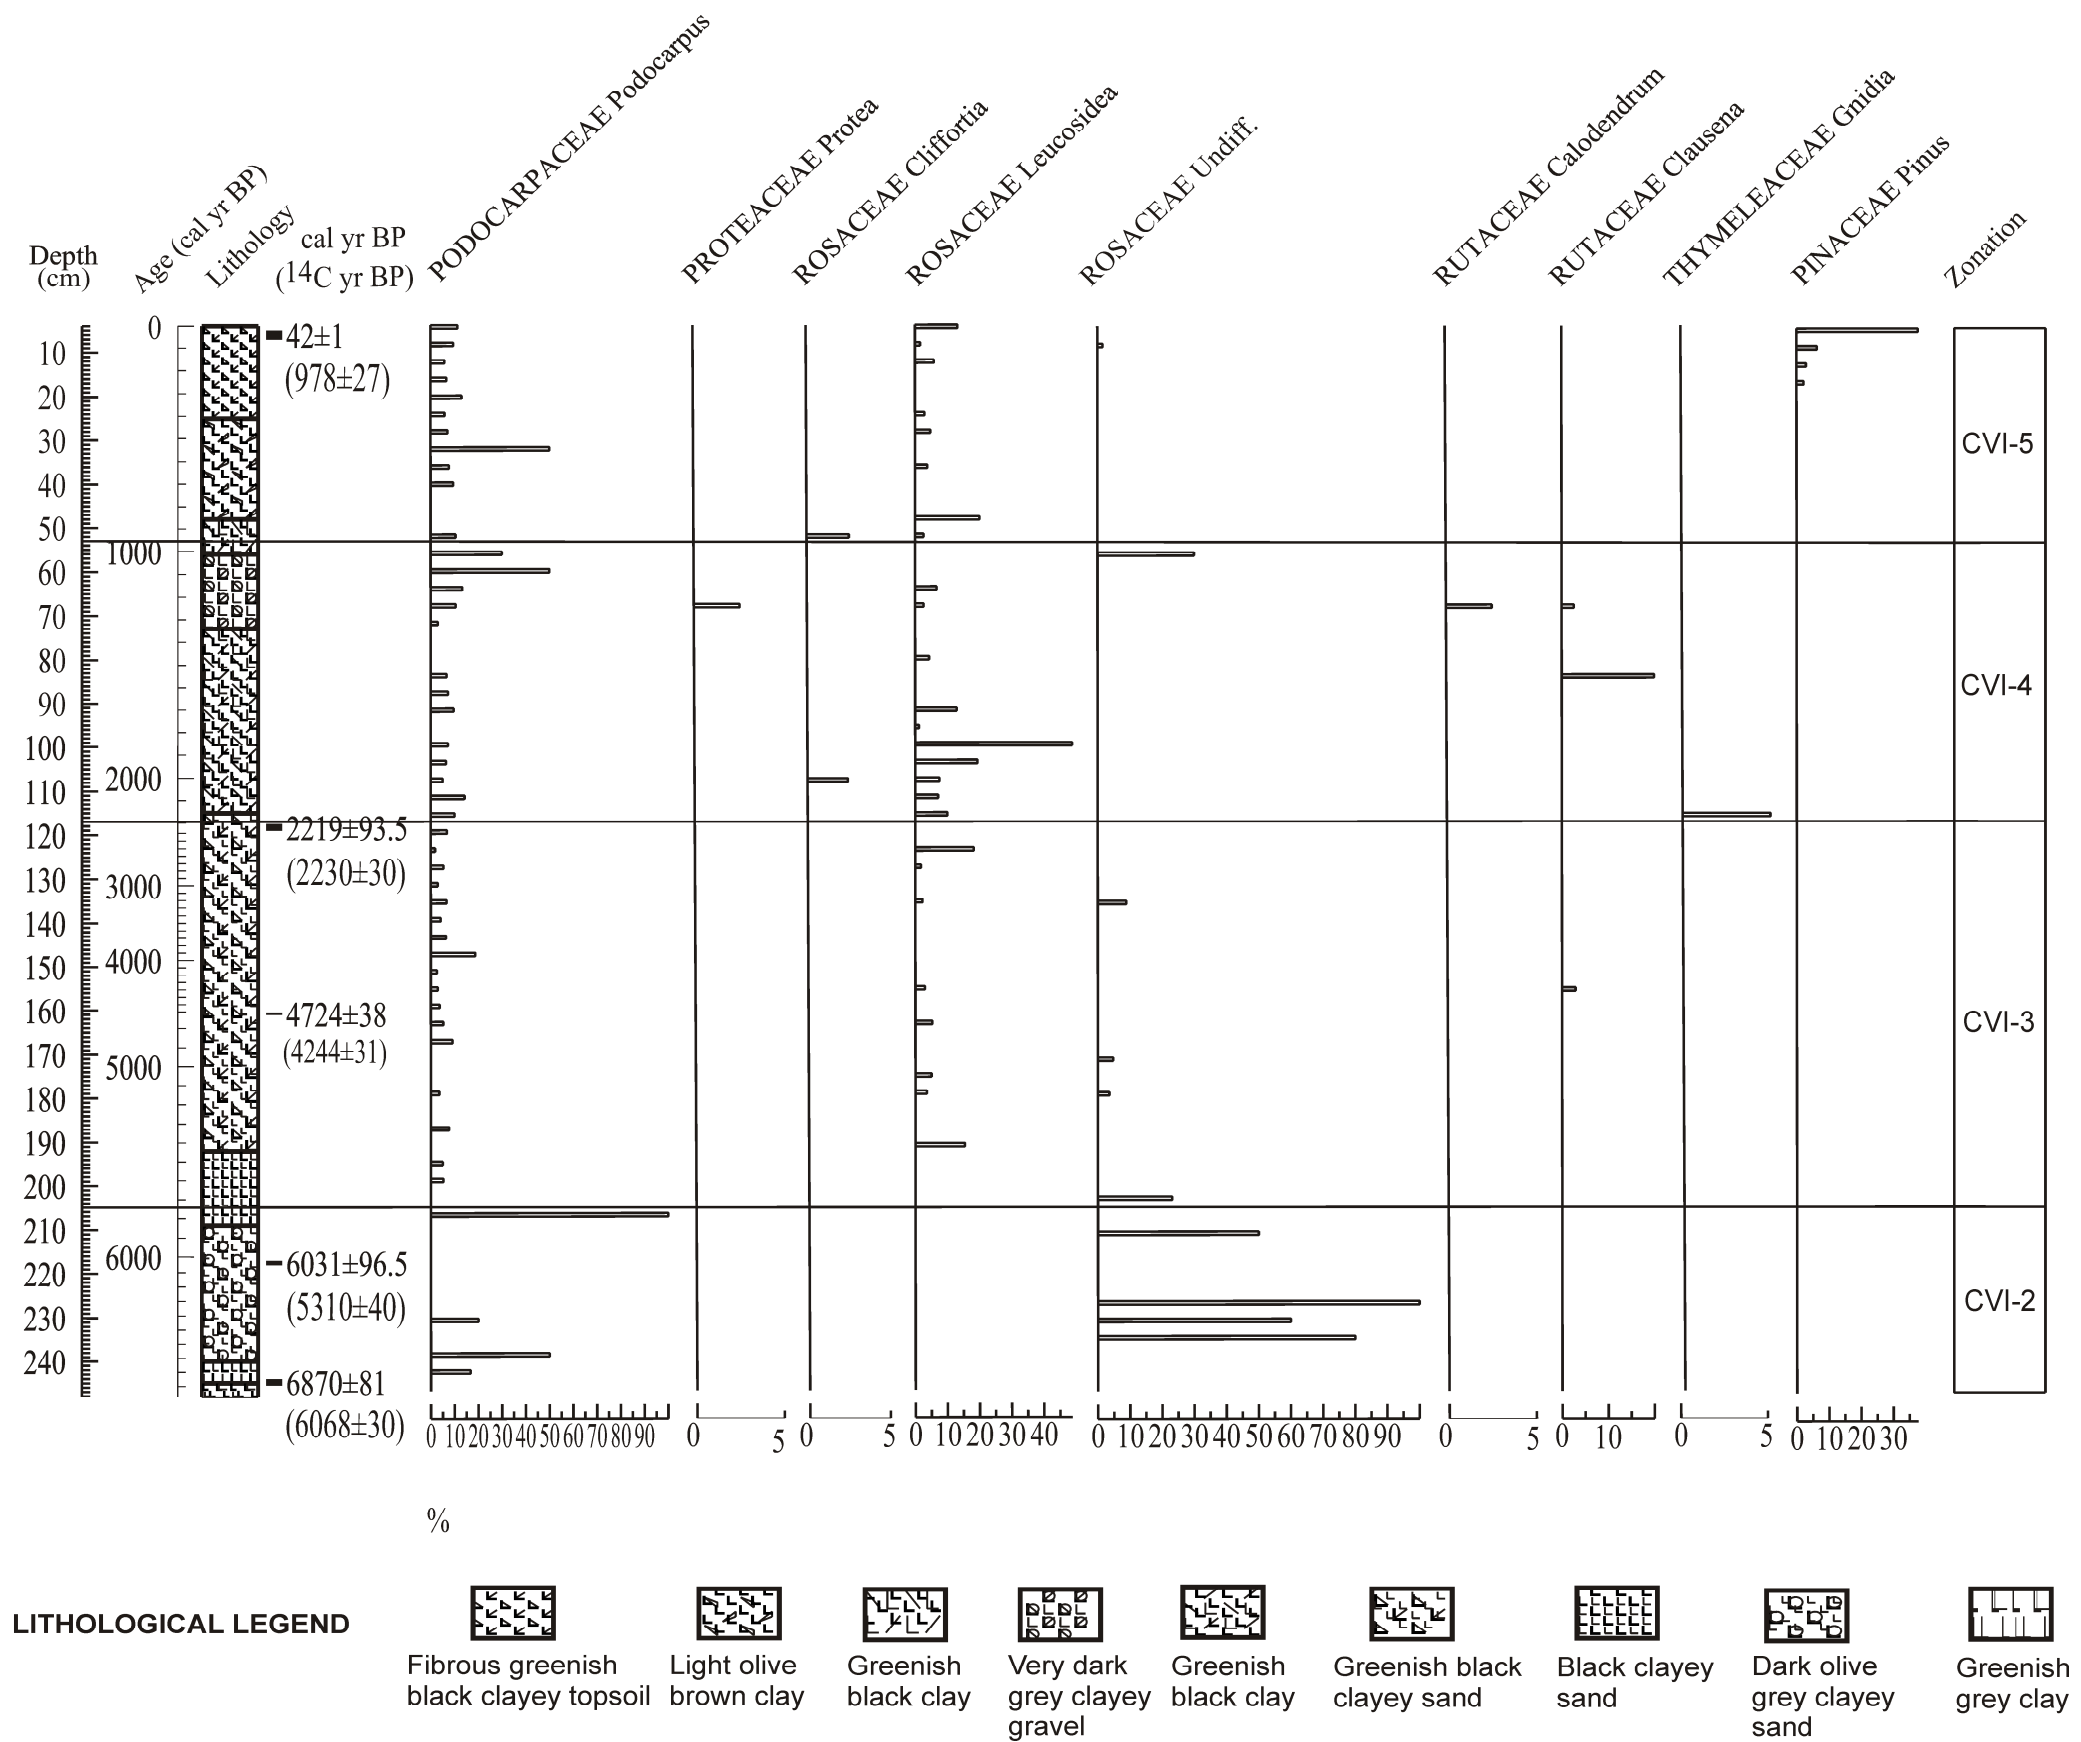 Depth
(cm)
Age (cal yr BP)
Lithology
cal yr BP
(14C yr BP)
PODOCARPACEAE Podocarpus
PROTEACEAE Protea
ROSACEAE Cliffortia
ROSACEAE Leucosidea
ROSACEAE Undiff.
RUTACEAE Calodendrum
RUTACEAE Clausena
THYMELEACEAE Gnidia
PINACEAE Pinus
Zonation
10
20
30
40
50
60
70
80
90
100
110
120
130
140
150
160
170
180
190
200
210
220
230
240
0
1000
2000
3000
4000
5000
6000
42±1
(978±27)
2219±93.5
(2230±30)
4724±38
(4244±31)
6031±96.5
(5310±40)
6870±81
(6068±30)
CVI-5
CVI-4
CVI-3
CVI-2
0 10 20 30 40 50 60 70 80 90
0 5
0 5
0 10 20 30 40
0 10 20 30 40 50 60 70 80 90
0 5
0 10
0 5
0 10 20 30
%
LITHOLOGICAL LEGEND
Fibrous greenish
black clayey topsoil
Light olive
brown clay
Greenish
black clay
Very dark
grey clayey
gravel
Greenish
black clay
Greenish black
clayey sand
Black clayey
sand
Dark olive
grey clayey
sand
Greenish
grey clay